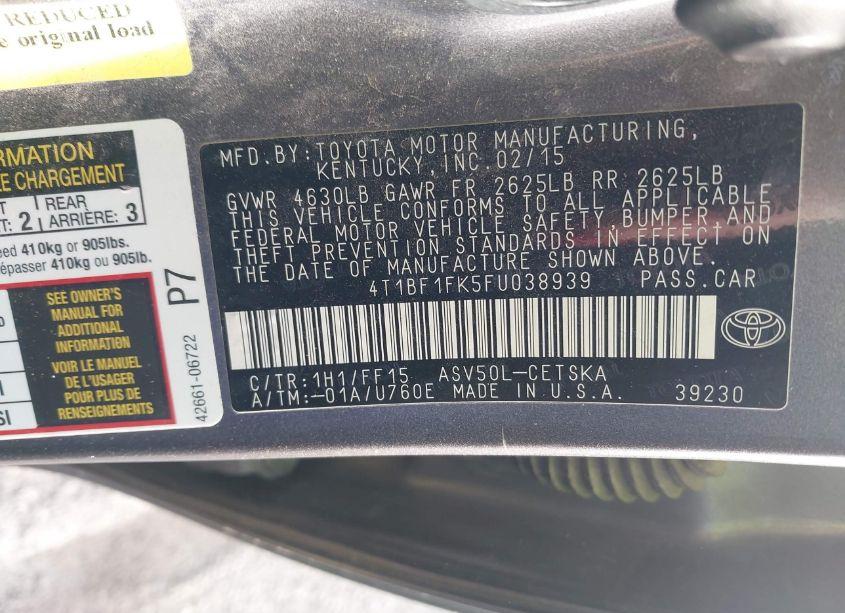 REDUCED
e original load
ORMATION
LE CHARGEMENT
T: 2
REAR
ARRIÈRE: 3
eed 410kg or 905lbs.
épasser 410kg ou 905lb.
SEE OWNER'S
MANUAL FOR
ADDITIONAL
INFORMATION
VOIR LE MANUEL
DE L'USAGER
POUR PLUS DE
RENSEIGNEMENTS
SI
P7
42661-06722
MFD.BY:TOYOTA MOTOR MANUFACTURING,
KENTUCKY,INC.02/15
GVWR 4630LB GAWR FR 2625LB RR 2625LB
THIS VEHICLE CONFORMS TO ALL APPLICABLE
FEDERAL MOTOR VEHICLE SAFETY,BUMPER AND
THEFT PREVENTION STANDARDS IN EFFECT ON
THE DATE OF MANUFACTURE SHOWN ABOVE.
4T1BF1FK5FU038939 PASS.CAR
C/TR:1H1/FF15 ASV50L-CETSKA
A/TM:-01A/U760E MADE IN U.S.A. 39230